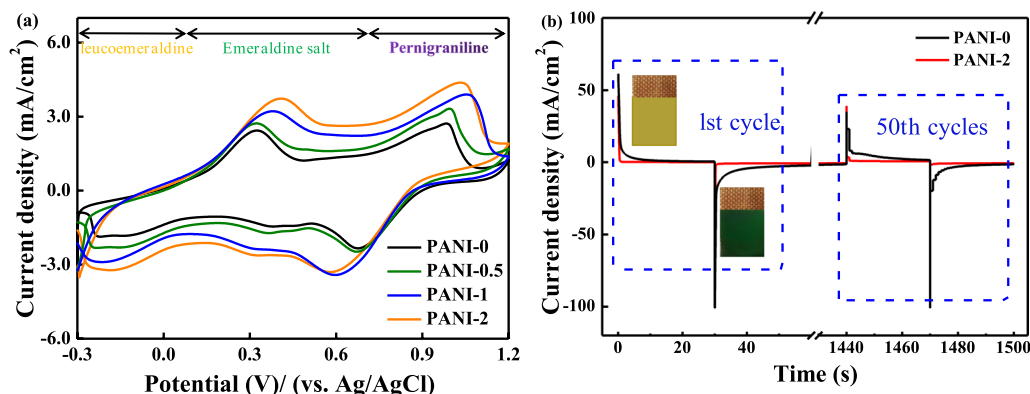 (a)
leucoemeraldine
Emeraldine salt
Pernigraniline
6.0
3.0
0.0
-3.0
-6.0
Current density (mA/cm²)
PANI-0
PANI-0.5
PANI-1
PANI-2
-0.3 0.0 0.3 0.6 0.9 1.2
Potential (V)/ (vs. Ag/AgCl)
(b)
100
50
0
-50
-100
Current density (mA/cm²)
PANI-0
PANI-2
1st cycle
50th cycles
0 20 40 1440 1460 1480 1500
Time (s)